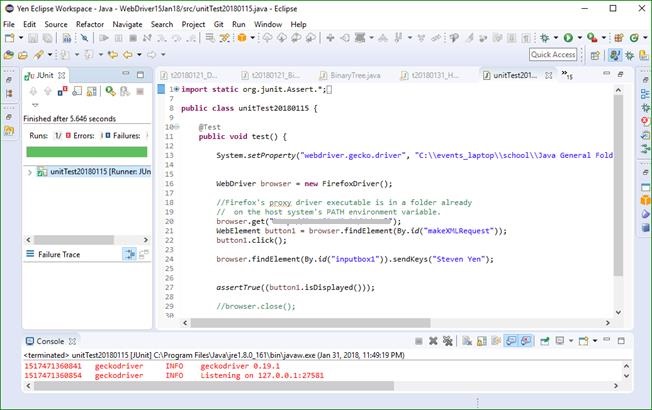 Yen Eclipse Workspace - Java - WebDriver15Jan18/src/unitTest20180115.java - Eclipse
File Edit Source Refactor Navigate Search Project Git Run Window Help
Quick Access
JUnit
t20180121_D...
t20180121_Bi...
BinaryTree.java
t20180131_H...
unitTest201...
»15
Finished after 5.646 seconds
Runs: 1/ Errors: Failures:
unitTest20180115 [Runner: JUn
Failure Trace
1 import static org.junit.Assert.*;
7
8 public class unitTest20180115 {
9
10 @Test
11 public void test() {
12
13 System.setProperty("webdriver.gecko.driver", "C:\\events_laptop\\school\\Java General Fold
14
15
16 WebDriver browser = new FirefoxDriver();
17
18 //Firefox's proxy driver executable is in a folder already
19 // on the host system's PATH environment variable.
20 browser.get(" ");
21 WebElement button1 = browser.findElement(By.id("makeXMLRequest"));
22 button1.click();
23
24 browser.findElement(By.id("inputbox1")).sendKeys("Steven Yen");
25
26
27 assertTrue((button1.isDisplayed()));
28
29 //browser.close();
30
Console
<terminated> unitTest20180115 [JUnit] C:\Program Files\Java\jre1.8.0_161\bin\javaw.exe (Jan 31, 2018, 11:49:19 PM)
1517471360841 geckodriver INFO geckodriver 0.19.1
1517471360854 geckodriver INFO Listening on 127.0.0.1:27581